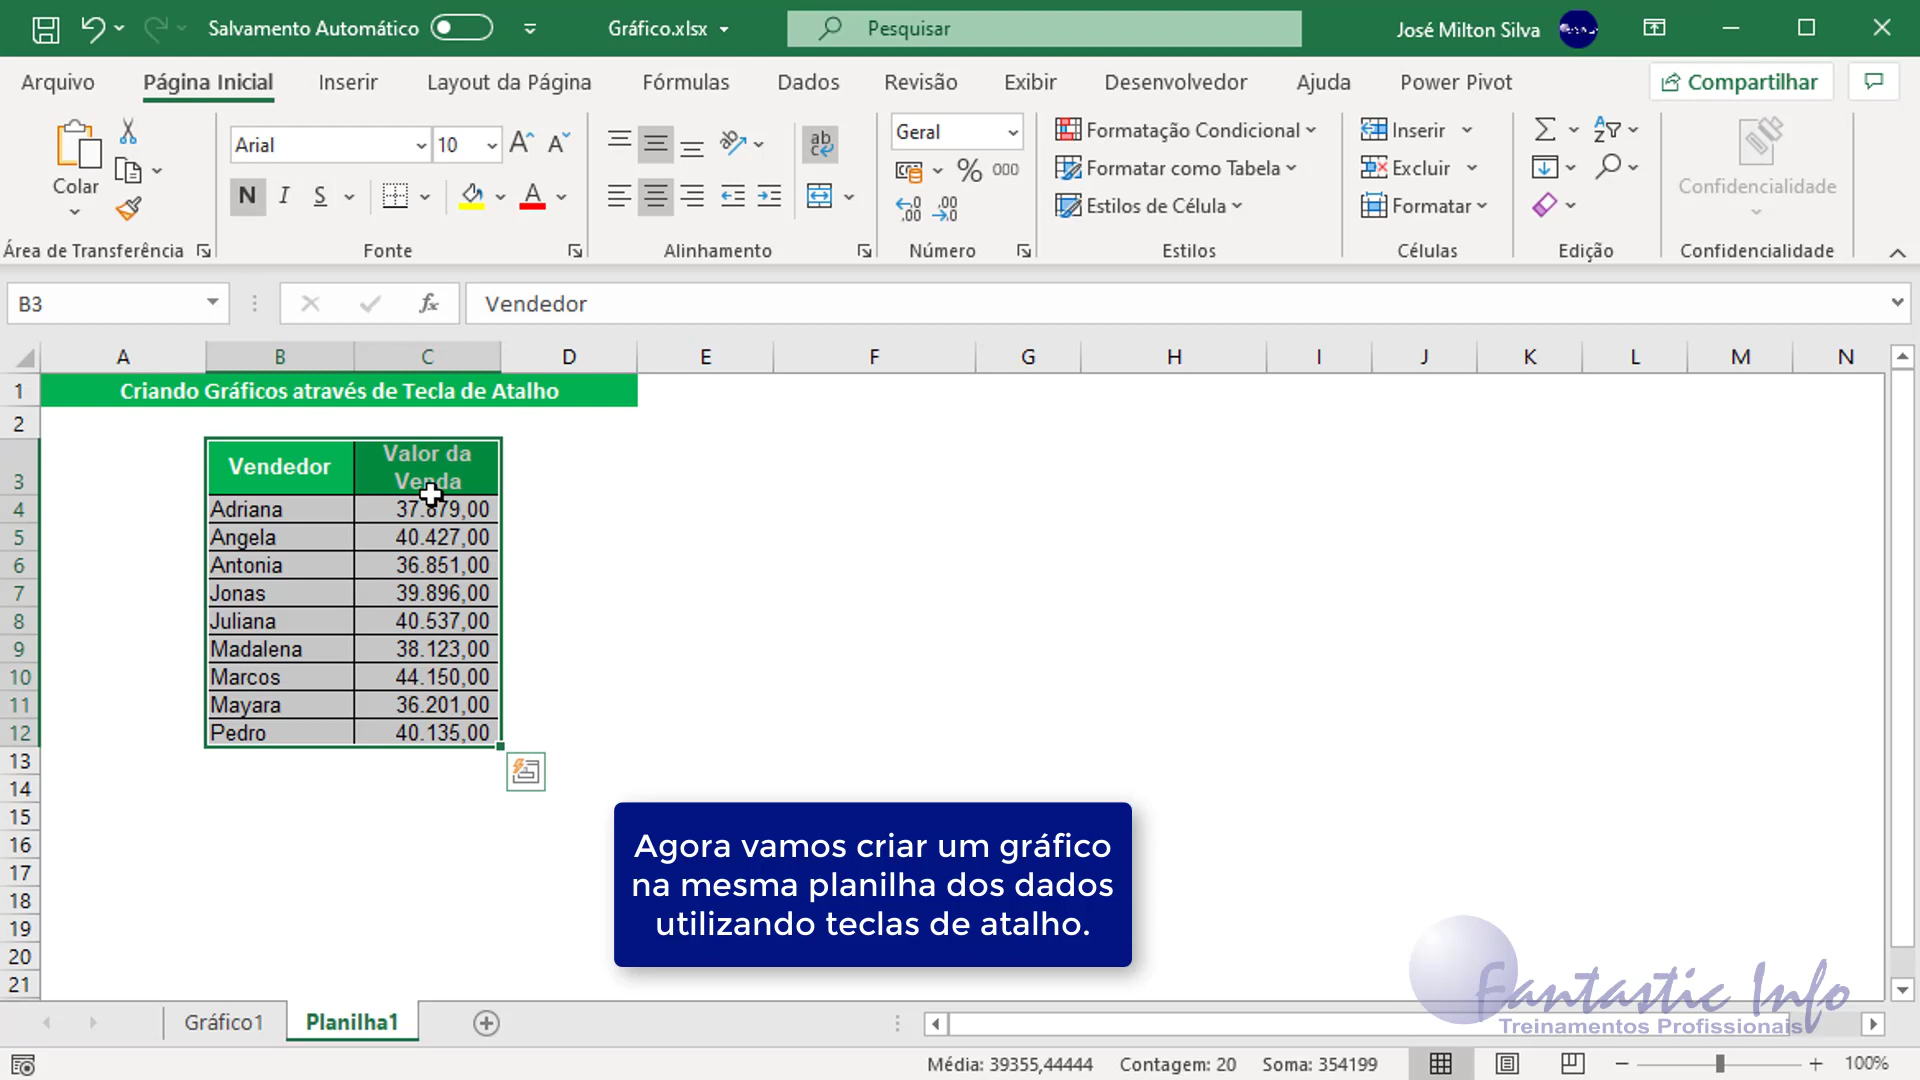 Salvamento Automático
Gráfico.xlsx
Pesquisar
José Milton Silva
Arquivo Página Inicial Inserir Layout da Página Fórmulas Dados Revisão Exibir Desenvolvedor Ajuda Power Pivot Compartilhar
Colar
Área de Transferência
Arial 10
N I S
Fonte
ab
Alinhamento
Geral
% 000
Número
Formatação Condicional
Formatar como Tabela
Estilos de Célula
Estilos
Inserir
Excluir
Formatar
Células
Edição
Confidencialidade
Confidencialidade
B3 fx Vendedor
A B C D E F G H I J K L M N
1 Criando Gráficos através de Tecla de Atalho
2
3 Vendedor Valor da
Venda
4 Adriana 37.879,00
5 Angela 40.427,00
6 Antonia 36.851,00
7 Jonas 39.896,00
8 Juliana 40.537,00
9 Madalena 38.123,00
10 Marcos 44.150,00
11 Mayara 36.201,00
12 Pedro 40.135,00
13
14
15
16
17
18
19
20
21
Agora vamos criar um gráfico
na mesma planilha dos dados
utilizando teclas de atalho.
Fantastic Info
Treinamentos Profissionais
Gráfico1 Planilha1
Média: 39355,44444 Contagem: 20 Soma: 354199 100%